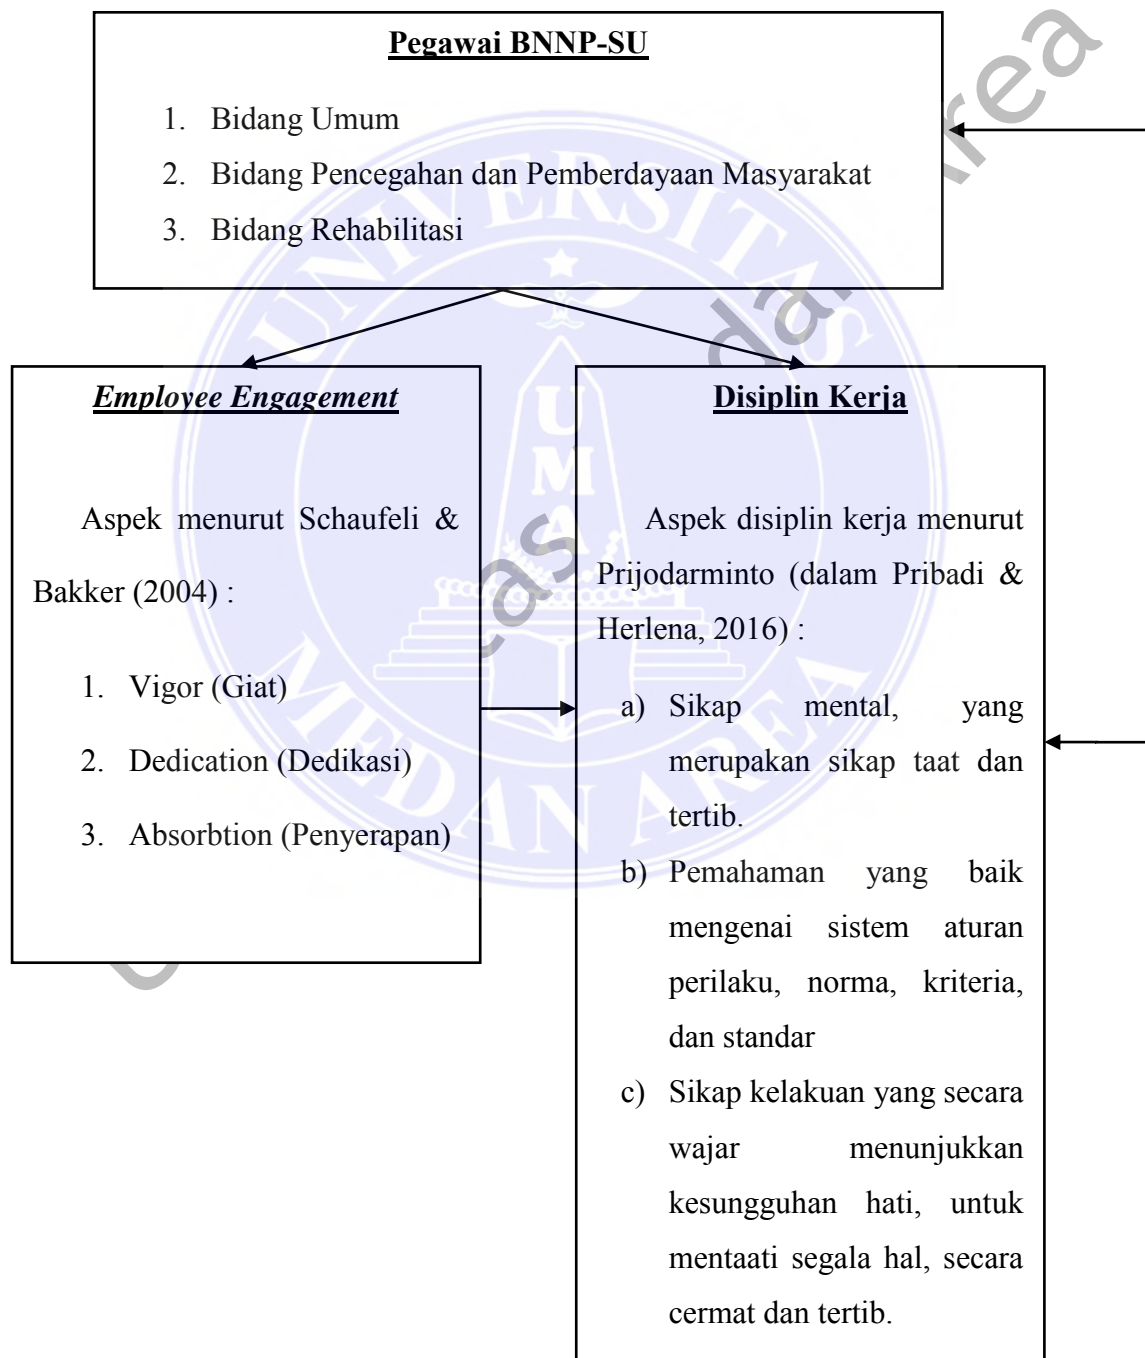 Pegawai BNNP-SU
1. Bidang Umum
2. Bidang Pencegahan dan Pemberdayaan Masyarakat
3. Bidang Rehabilitasi
Employee Engagement
Aspek menurut Schaufeli &
Bakker (2004) :
1. Vigor (Giat)
2. Dedication (Dedikasi)
3. Absorbtion (Penyerapan)
Disiplin Kerja
Aspek disiplin kerja menurut
Prijodarminto (dalam Pribadi &
Herlena, 2016) :
a) Sikap mental, yang
merupakan sikap taat dan
tertib.
b) Pemahaman yang baik
mengenai sistem aturan
perilaku, norma, kriteria,
dan standar
c) Sikap kelakuan yang secara
wajar menunjukkan
kesungguhan hati, untuk
mentaati segala hal, secara
cermat dan tertib.
UNIVERSITAS
MEDAN AREA
UMA